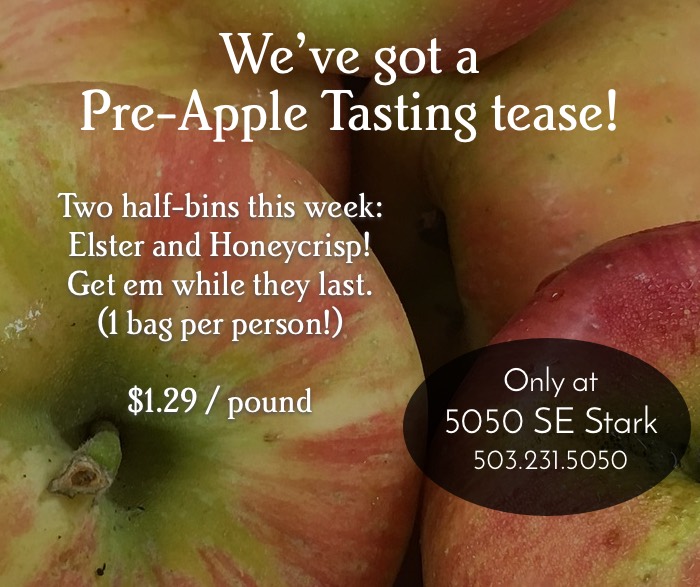 We've got a
Pre-Apple Tasting tease!
Two half-bins this week:
Elster and Honeycrisp!
Get em while they last.
(1 bag per person!)
$1.29 / pound
Only at
5050 SE Stark
503.231.5050